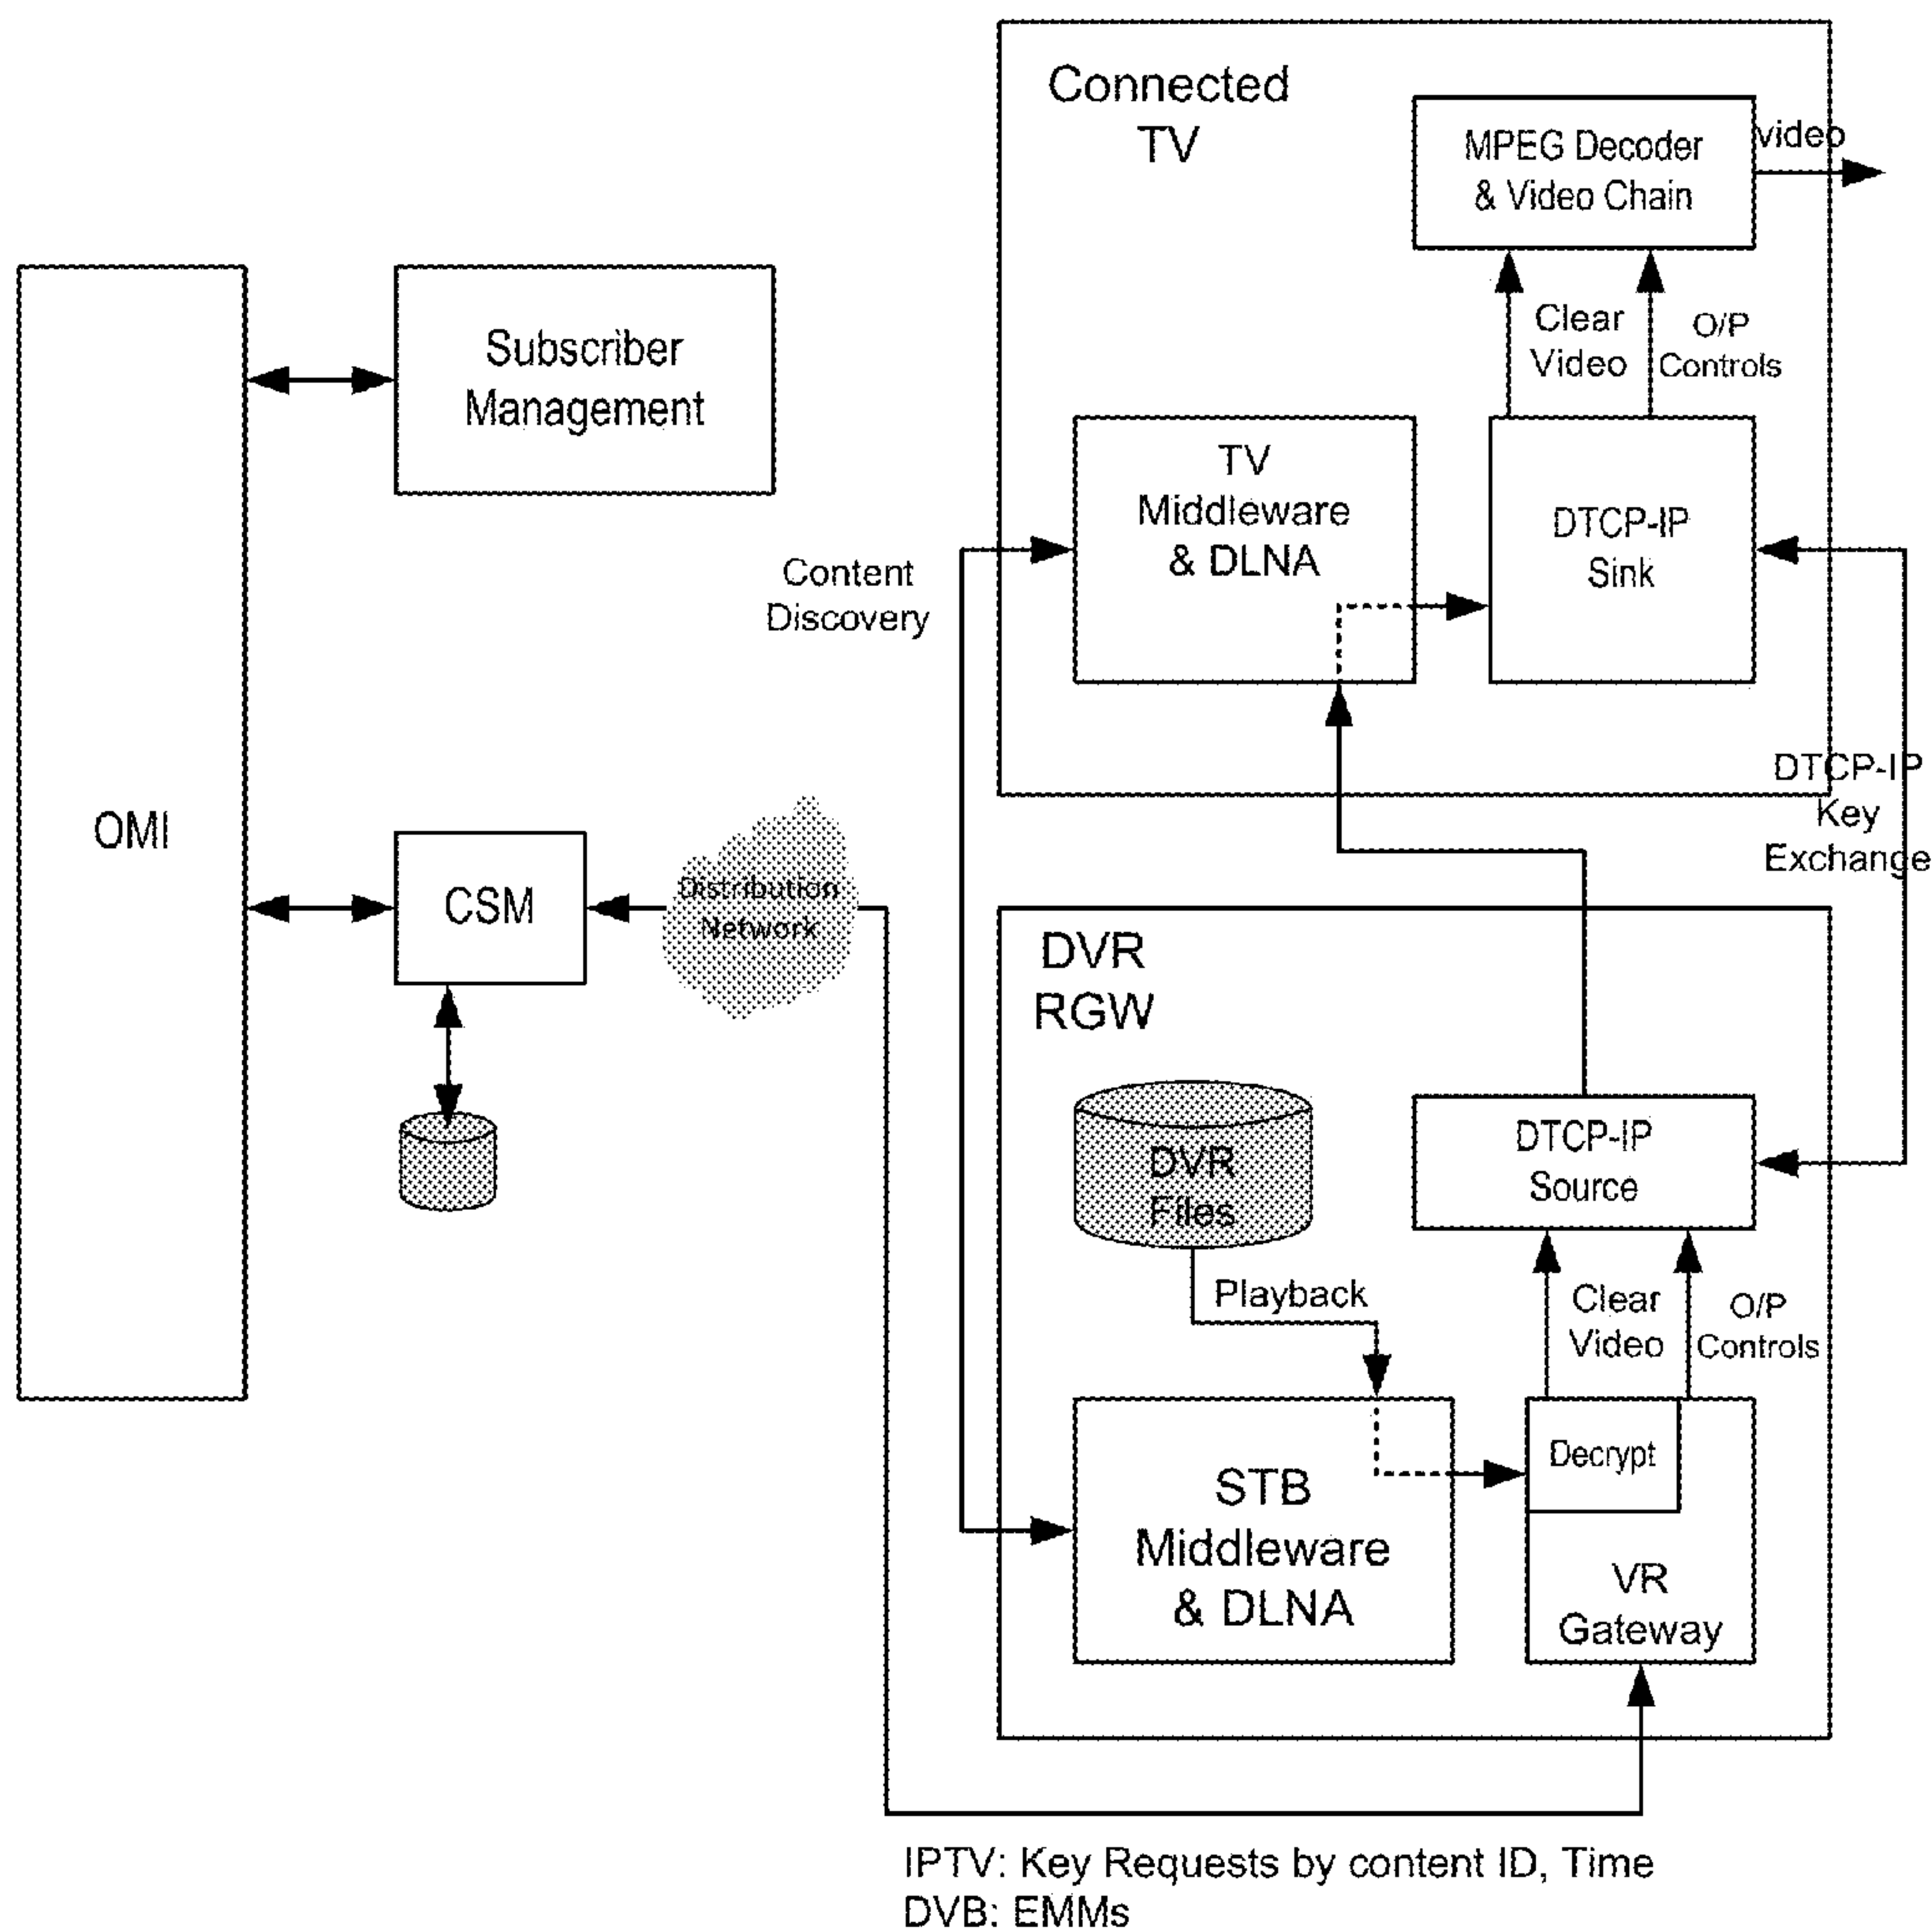 Connected
TV
MPEG Decoder
& Video Chain
video
Clear
Video
O/P
Controls
Subscriber
Management
TV
Middleware
& DLNA
DTCP-IP
Sink
Content
Discovery
OMI
CSM
Distribution
Network
DTCP-IP
Key
Exchange
DVR
RGW
DVR
Files
DTCP-IP
Source
Playback
Clear
Video
O/P
Controls
Decrypt
STB
Middleware
& DLNA
VR
Gateway
IPTV: Key Requests by content ID, Time
DVB: EMMs